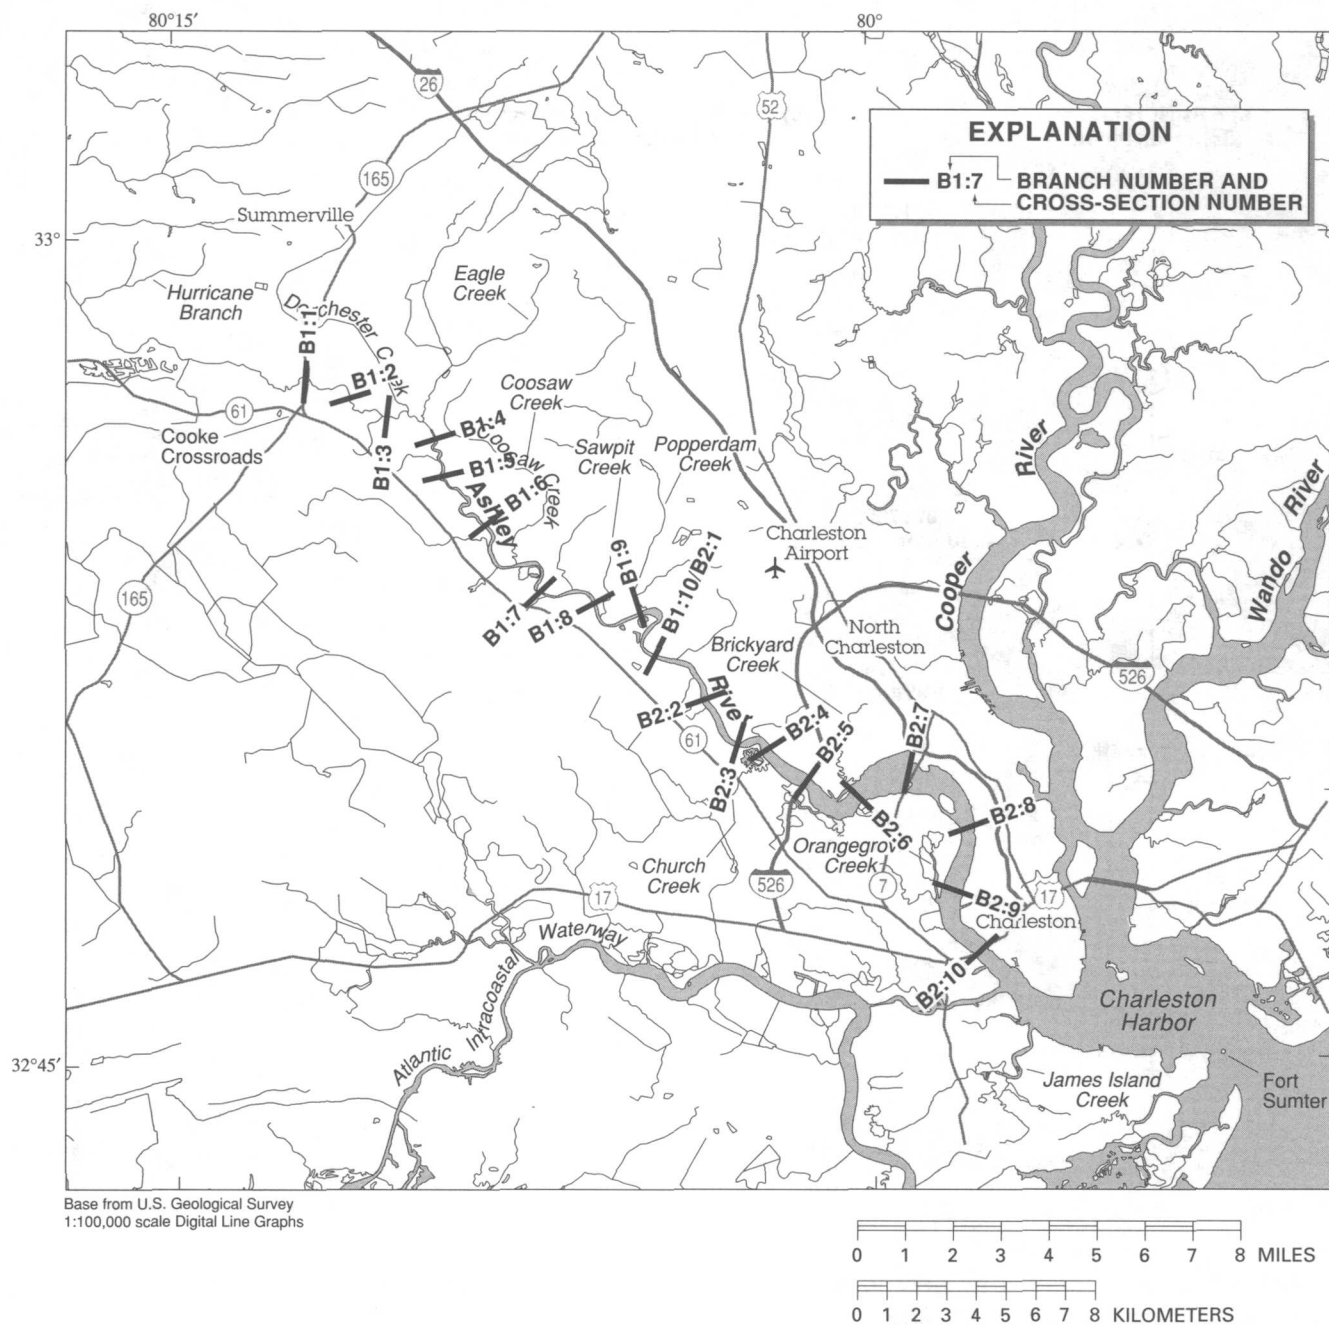 80°15′
80°
26
52
EXPLANATION
B1:7
BRANCH NUMBER AND
CROSS-SECTION NUMBER
165
Summerville
33°
Eagle
Creek
Hurricane
Branch
Dorchester Creek
B1:1
B1:2
Coosaw
Creek
61
B1:4
Cooke
Crossroads
B1:3
Coosaw Creek
Sawpit
Creek
Popperdam
Creek
B1:5
B1:6
Ashley
River
Cooper
River
Wando
River
Charleston
Airport
165
B1:9
B1:10/B2:1
B1:7
B1:8
North
Charleston
Brickyard
Creek
526
B2:2
61
B2:4
B2:5
B2:7
B2:3
B2:6
B2:8
Orangegrove
Creek
Church
Creek
526
7
17
17
B2:9
Charleston
Waterway
Intracoastal
Atlantic
B2:10
Charleston
Harbor
32°45′
James Island
Creek
Fort
Sumter
Base from U.S. Geological Survey
1:100,000 scale Digital Line Graphs
0 1 2 3 4 5 6 7 8 MILES
0 1 2 3 4 5 6 7 8 KILOMETERS